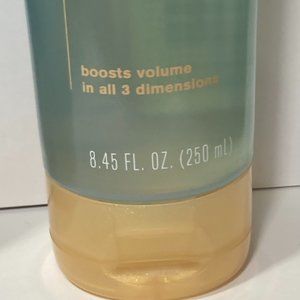 boosts volume
in all 3 dimensions
8.45 FL. OZ. (250 mL)